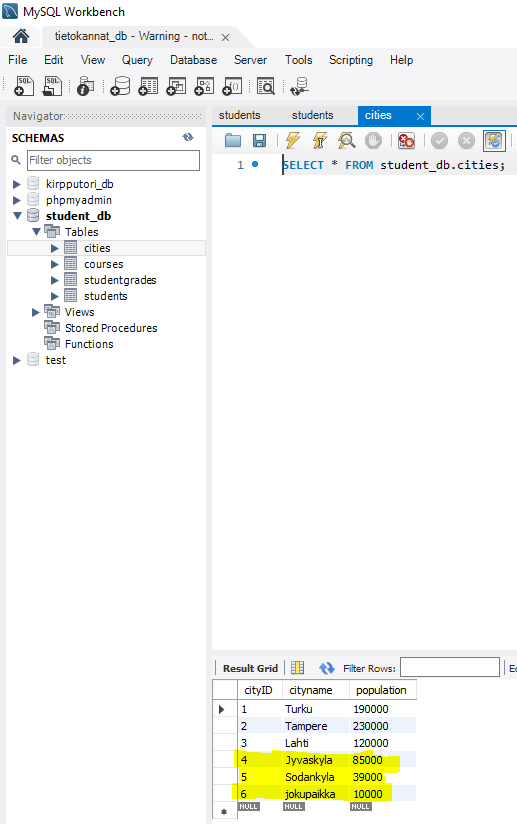 MySQL Workbench
tietokannat_db - Warning - not...
File Edit View Query Database Server Tools Scripting Help
Navigator
SCHEMAS
Filter objects
kirpputori_db
phpmyadmin
student_db
Tables
cities
courses
studentgrades
students
Views
Stored Procedures
Functions
test
students students cities
1 SELECT * FROM student_db.cities;
Result Grid Filter Rows:
cityID cityname population
1 Turku 190000
2 Tampere 230000
3 Lahti 120000
4 Jyvaskyla 85000
5 Sodankyla 39000
6 jokupaikka 10000
NULL NULL NULL